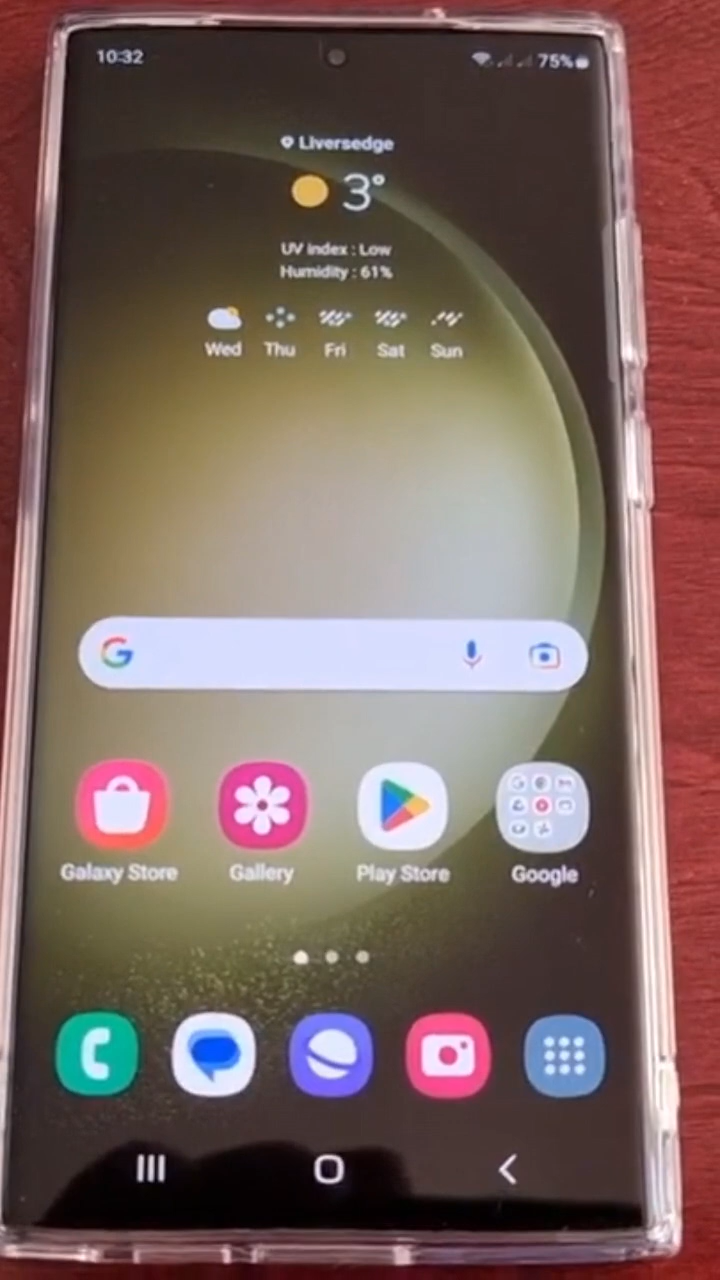 10:32 75%
Liversedge
3°
UV index : Low
Humidity : 61%
Wed Thu Fri Sat Sun
Galaxy Store Gallery Play Store Google